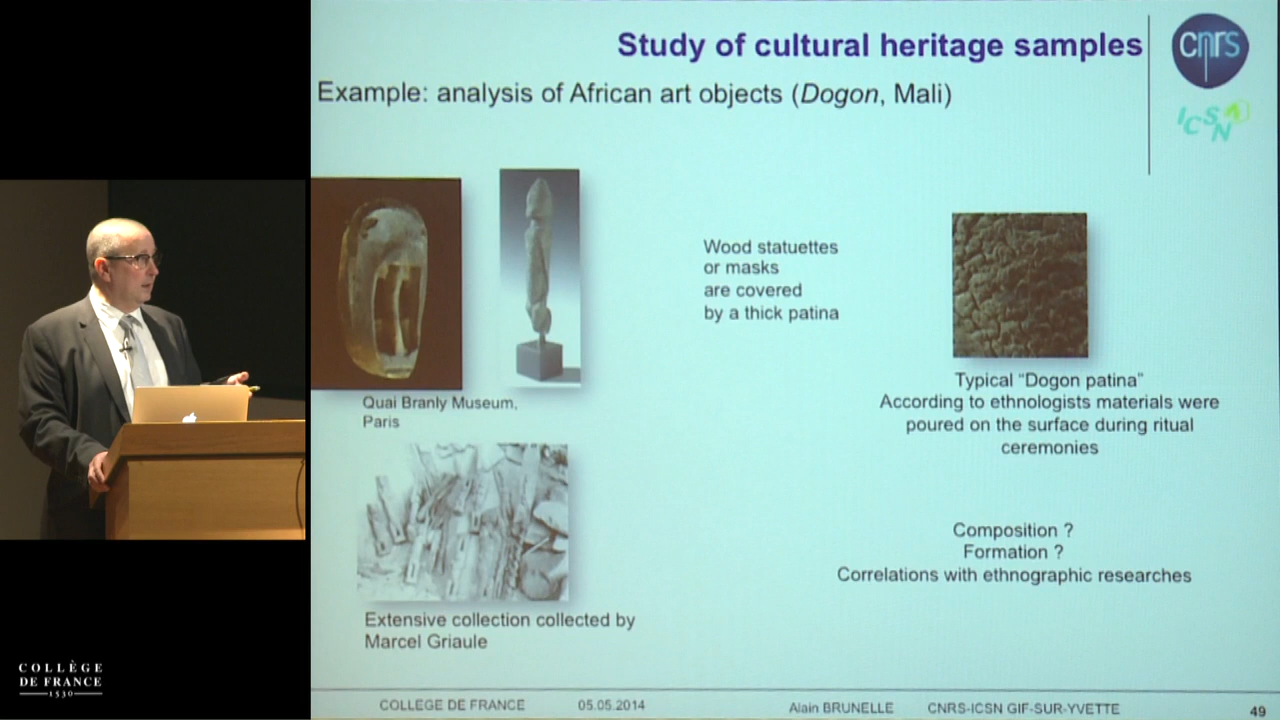 Study of cultural heritage samples
cnrs
ICSN
Example: analysis of African art objects (Dogon, Mali)
Wood statuettes
or masks
are covered
by a thick patina
Quai Branly Museum,
Paris
Typical “Dogon patina”
According to ethnologists materials were
poured on the surface during ritual
ceremonies
Composition ?
Formation ?
Correlations with ethnographic researches
Extensive collection collected by
Marcel Griaule
COLLÈGE
DE FRANCE
1530
COLLEGE DE FRANCE 05.05.2014 Alain BRUNELLE CNRS-ICSN GIF-SUR-YVETTE 49